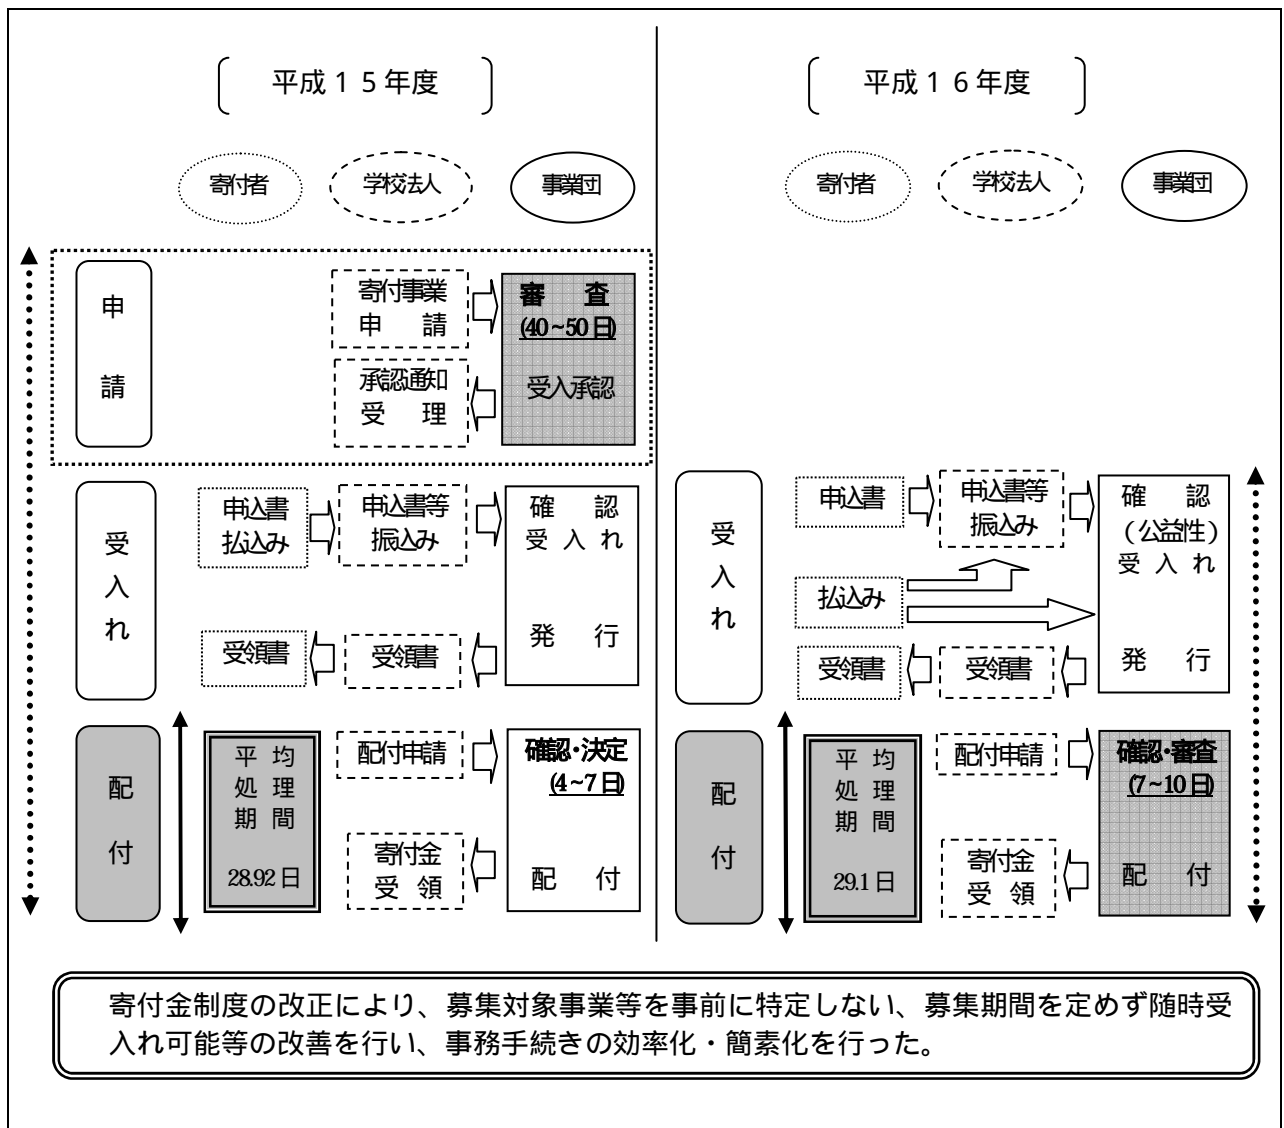 平成１５年度
寄付者
学校法人
事業団
申
請
寄付事業
申　請
審　査
(40~50日)
承認通知
受　理
受入承認
受
入
れ
申込書
払込み
申込書等
振込み
確　認
受入れ
受領書
受領書
発　行
配
付
平均
処理
期間
28.92日
配付申請
確認・決定
(4~7日)
寄付金
受領
配　付
平成１６年度
寄付者
学校法人
事業団
受
入
れ
申込書
申込書等
振込み
確　認
(公益性)
受入れ
払込み
受領書
受領書
発　行
配
付
平均
処理
期間
29.1日
配付申請
確認・審査
(7~10日)
寄付金
受領
配　付
寄付金制度の改正により、募集対象事業等を事前に特定しない、募集期間を定めず随時受
入れ可能等の改善を行い、事務手続きの効率化・簡素化を行った。